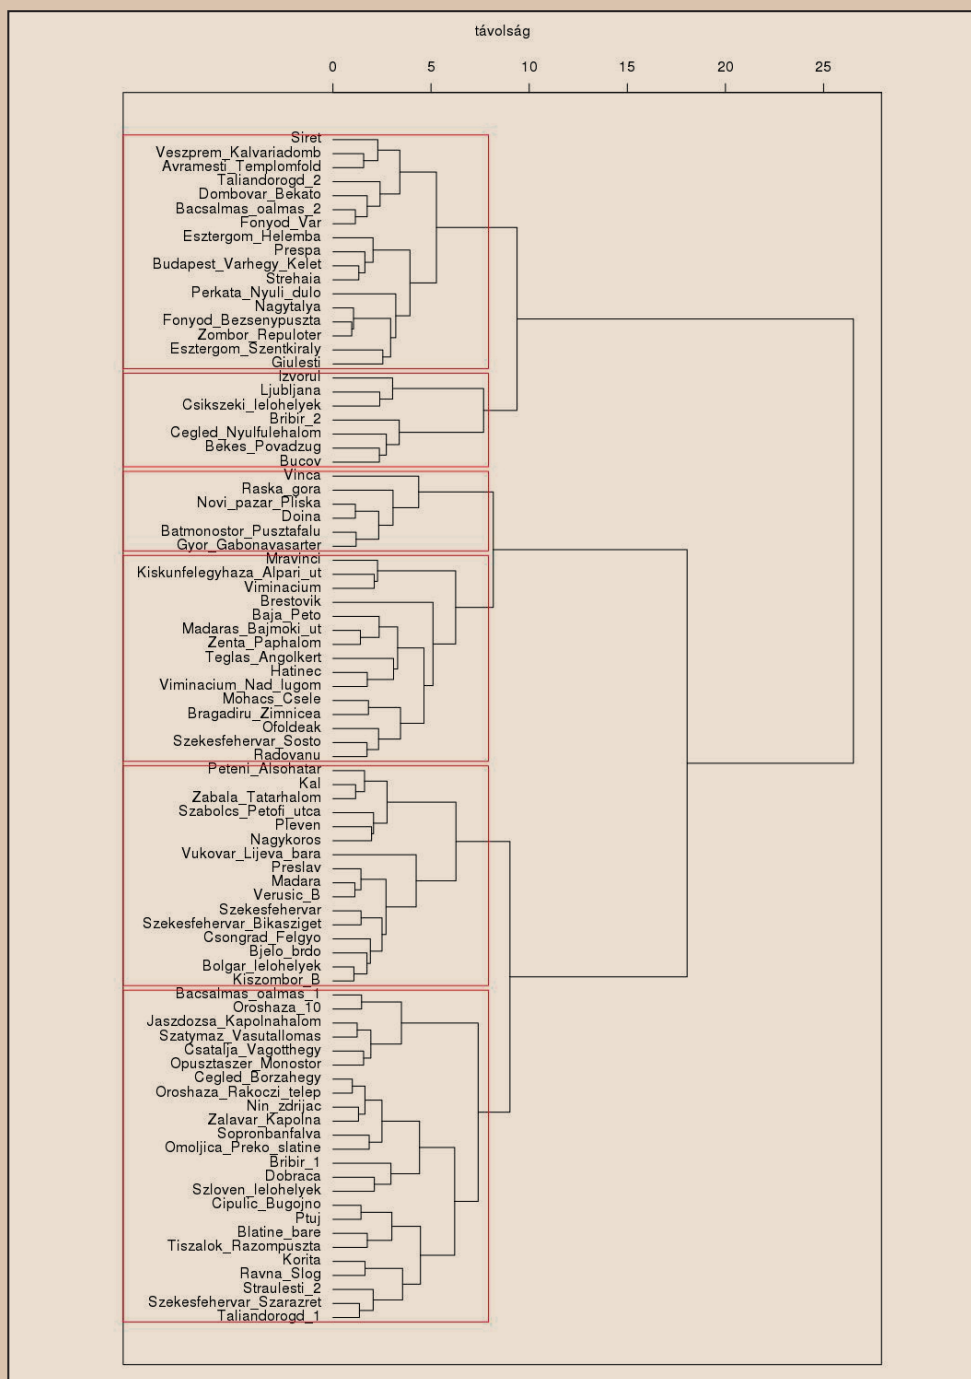 távolság
0 5 10 15 20 25
Siret
Veszprem_Kalvariadomb
Avramesti_Templomfold
Taliandorogd_2
Dombovar_Bekato
Bacsalmas_oalmas_2
Fonyod_Var
Esztergom_Helemba
Prespa
Budapest_Varhegy_Kelet
Strehaia
Perkata_Nyuli_dulo
Nagytalya
Fonyod_Bezsenypuszta
Zombor_Repuloter
Esztergom_Szentkiraly
Giulesti
Izvorul
Ljubljana
Csikszeki_lelohelyek
Bribir_2
Cegled_Nyulfulehalom
Bekes_Povadzug
Bucov
Vinca
Raska_gora
Novi_pazar_Pliska
Doina
Batmonostor_Pusztafalu
Gyor_Gabonavasarter
Mravinci
Kiskunfelegyhaza_Alpari_ut
Viminacium
Brestovik
Baja_Peto
Madaras_Bajmoki_ut
Zenta_Paphalom
Teglas_Angolkert
Hatinec
Viminacium_Nad_lugom
Mohacs_Csele
Bragadiru_Zimnicea
Ofoldeak
Szekesfehervar_Sosto
Radovanu
Peteni_Alsohatar
Kal
Zabala_Tatarhalom
Szabolcs_Petofi_utca
Pleven
Nagykoros
Vukovar_Lijeva_bara
Preslav
Madara
Verusic_B
Szekesfehervar
Szekesfehervar_Bikasziget
Csongrad_Felgyo
Bjelo_brdo
Bolgar_lelohelyek
Kiszombor_B
Bacsalmas_oalmas_1
Oroshaza_10
Jaszdozsa_Kapolnahalom
Szatymaz_Vasutallomas
Csatalja_Vagotthegy
Opusztaszer_Monostor
Cegled_Borzahegy
Oroshaza_Rakoczi_telep
Nin_zdrijac
Zalavar_Kapolna
Sopronbanfalva
Omoljica_Preko_slatine
Bribir_1
Dobraca
Szloven_lelohelyek
Cipulic_Bugojno
Ptuj
Blatine_bare
Tiszalok_Razompuszta
Korita
Ravna_Slog
Straulesti_2
Szekesfehervar_Szarazret
Taliandorogd_1